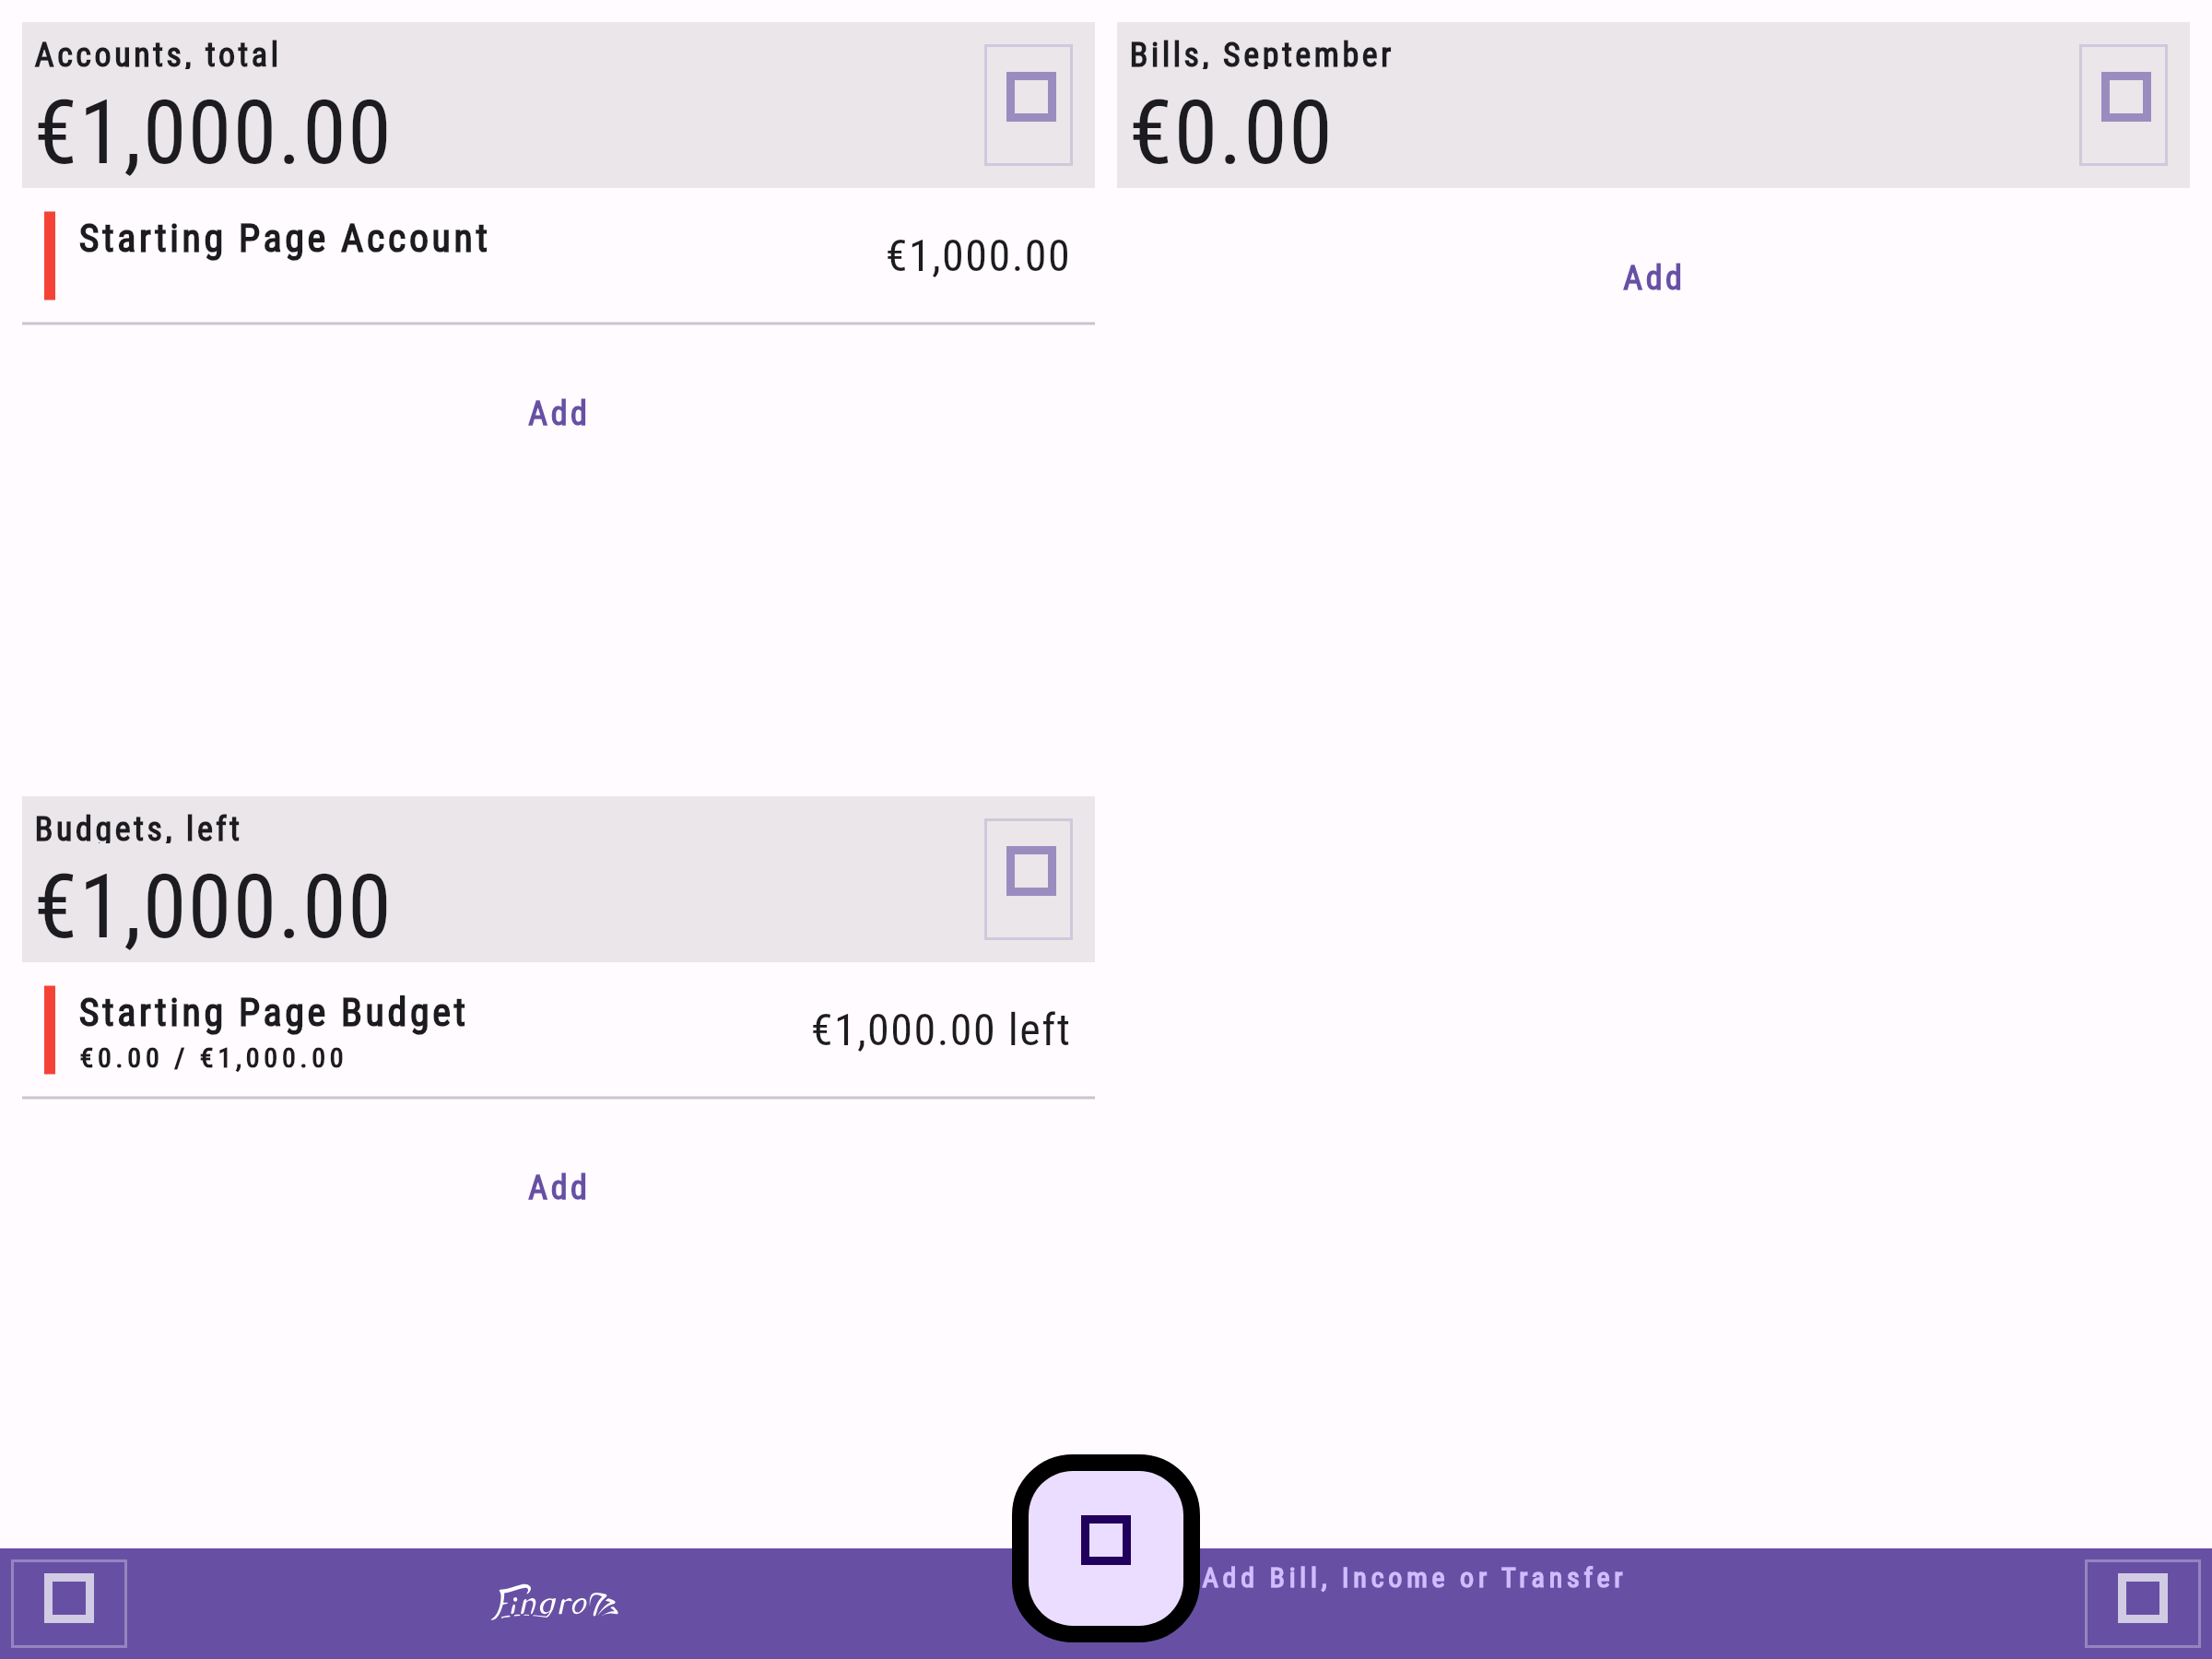 Accounts, total
€1,000.00
Starting Page Account
€1,000.00
Add
Bills, September
€0.00
Add
Budgets, left
€1,000.00
Starting Page Budget
€0.00 / €1,000.00
€1,000.00 left
Add
Add Bill, Income or Transfer